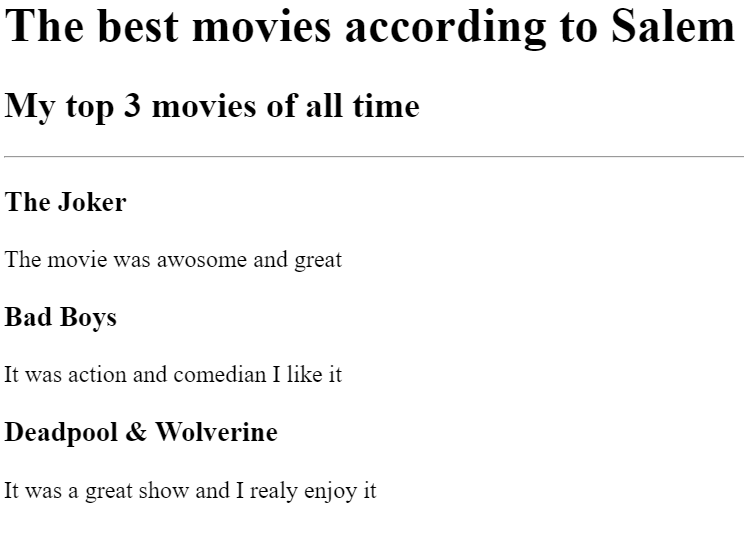 The best movies according to Salem
My top 3 movies of all time
The Joker
The movie was awosome and great
Bad Boys
It was action and comedian I like it
Deadpool & Wolverine
It was a great show and I realy enjoy it